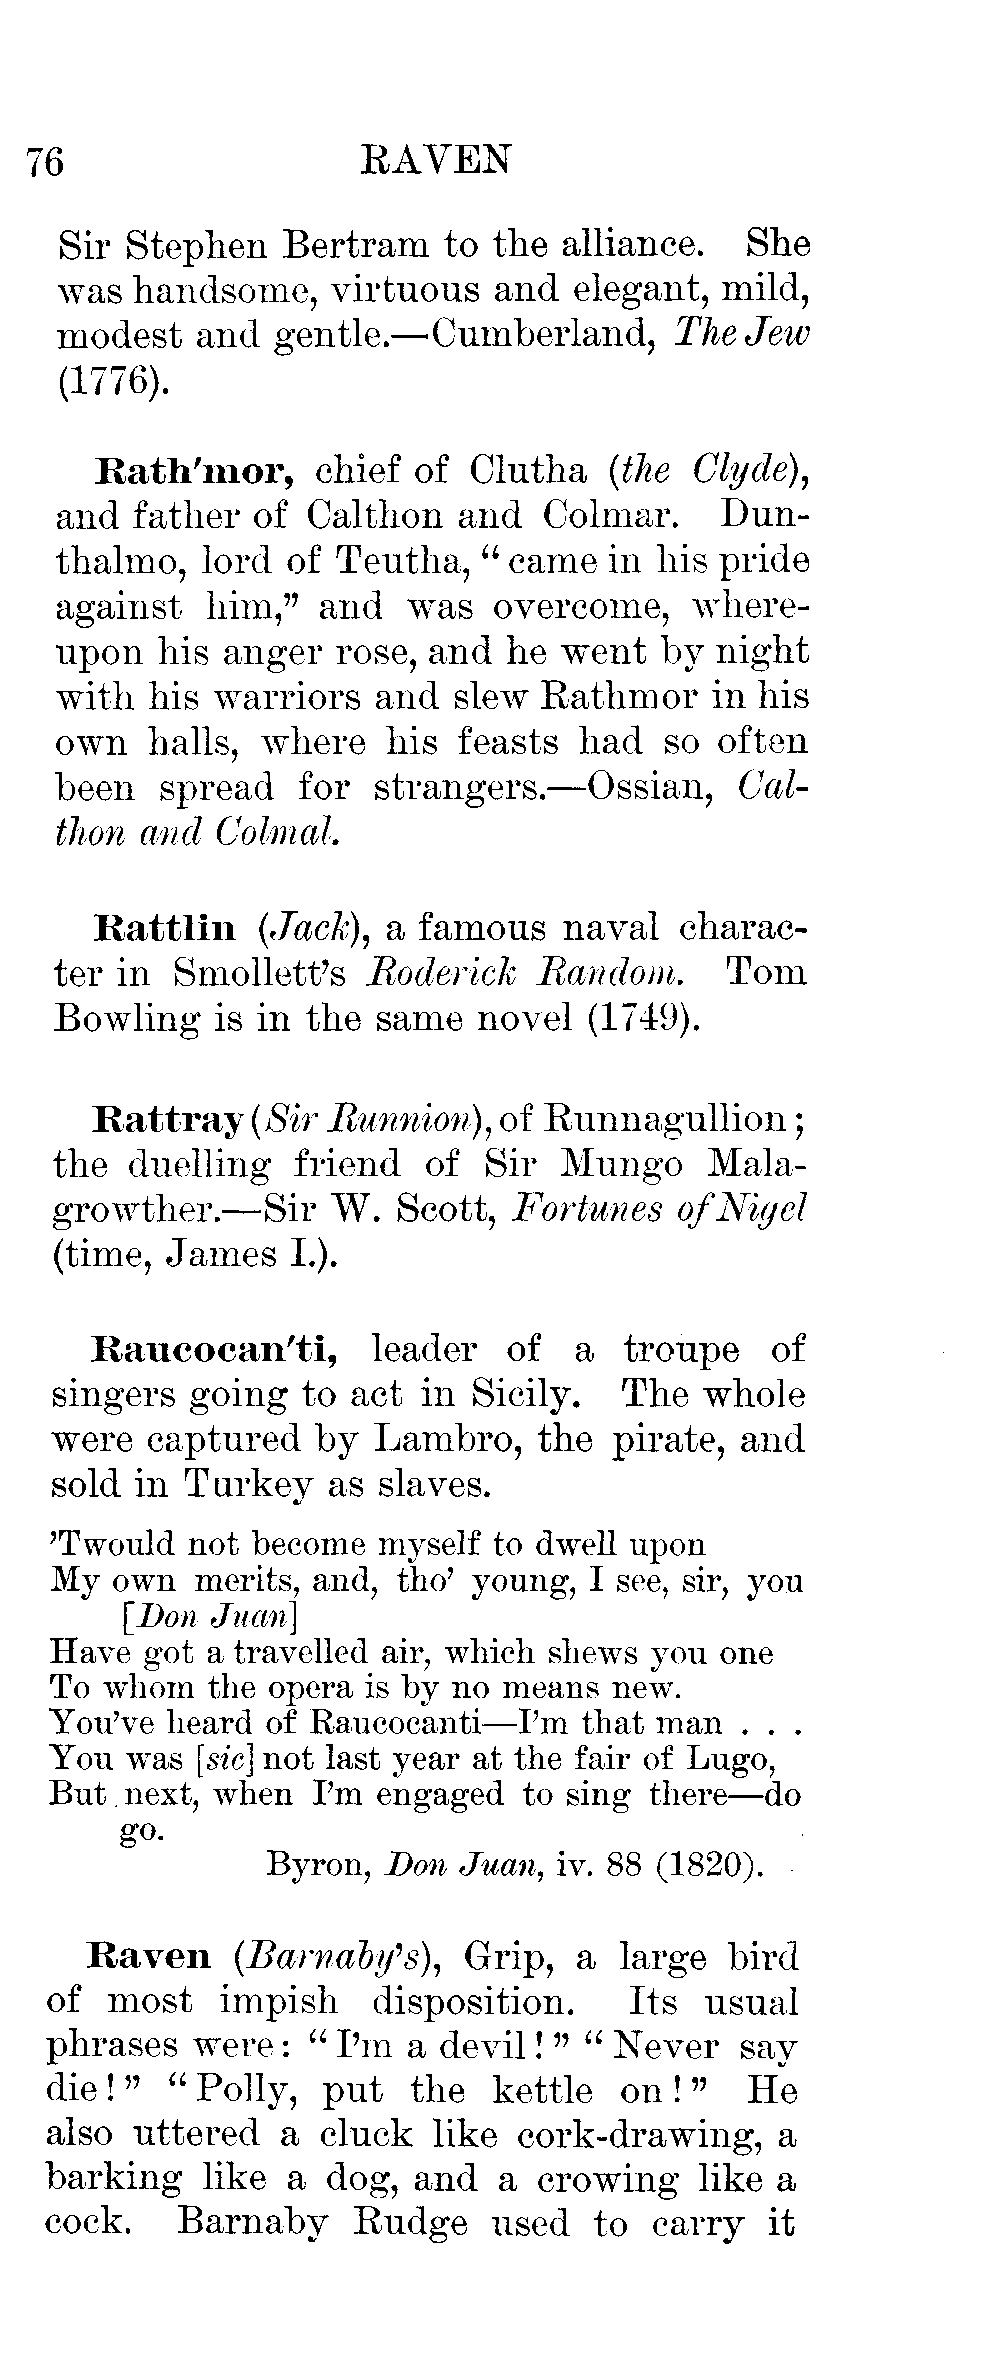 76 RAVEN
Sir Stephen Bertram to the alliance. She
was handsome, virtuous and elegant, mild,
modest and gentle.—Cumberland, The Jew
(1776).
Rath'mor, chief of Clutha (the Clyde),
and father of Calthon and Colmar. Dun-
thalmo, lord of Teutha, “came in his pride
against him,” and was overcome, where-
upon his anger rose, and he went by night
with his warriors and slew Rathmor in his
own halls, where his feasts had so often
been spread for strangers.—Ossian, Cal-
thon and Colmal.
Rattlin (Jack), a famous naval charac-
ter in Smollett’s Roderick Random. Tom
Bowling is in the same novel (1749).
Rattray (Sir Runnion), of Runnagullion;
the duelling friend of Sir Mungo Mala-
growther.—Sir W. Scott, Fortunes of Nigel
(time, James I.).
Raucocan'ti, leader of a troupe of
singers going to act in Sicily. The whole
were captured by Lambro, the pirate, and
sold in Turkey as slaves.
’Twould not become myself to dwell upon
My own merits, and, tho’ young, I see, sir, you
[Don Juan]
Have got a travelled air, which shews you one
To whom the opera is by no means new.
You’ve heard of Raucocanti—I’m that man . . .
You was [sic] not last year at the fair of Lugo,
But next, when I’m engaged to sing there—do
go.
Byron, Don Juan, iv. 88 (1820).
Raven (Barnaby’s), Grip, a large bird
of most impish disposition. Its usual
phrases were: “I’m a devil!” “Never say
die!” “Polly, put the kettle on!” He
also uttered a cluck like cork-drawing, a
barking like a dog, and a crowing like a
cock. Barnaby Rudge used to carry it